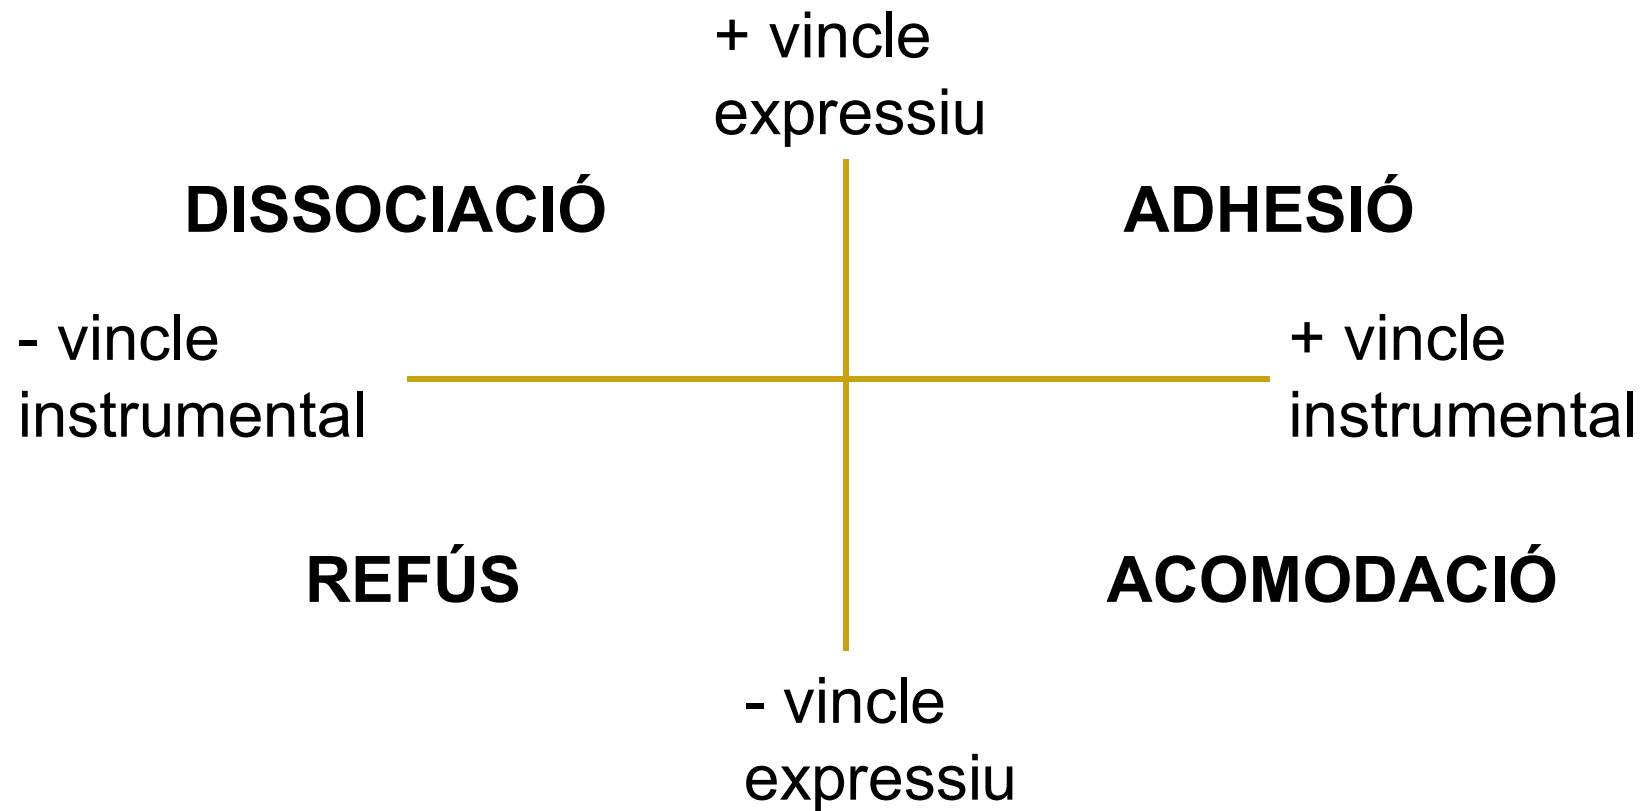 + vincle
expressiu
DISSOCIACIÓ
ADHESIÓ
- vincle
instrumental
+ vincle
instrumental
REFÚS
ACOMODACIÓ
- vincle
expressiu